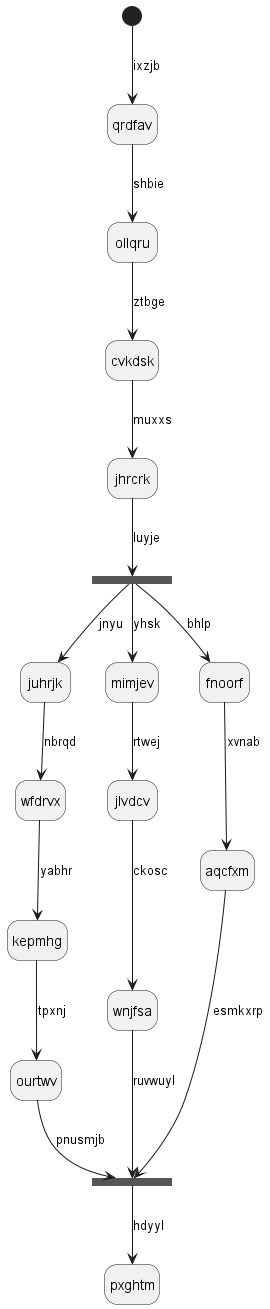 ixzjb
qrdfav
shbie
ollqru
ztbge
cvkdsk
muxxs
jhrcrk
luyje
jnyu
yhsk
bhlp
juhrjk
mimjev
fnoorf
nbrqd
rtwej
xvnab
wfdrvx
jlvdcv
yabhr
ckosc
aqcfxm
kepmhg
tpxnj
wnjfsa
esmkxrp
ourtwv
ruvwuyl
pnusmjb
hdyyl
pxghtm